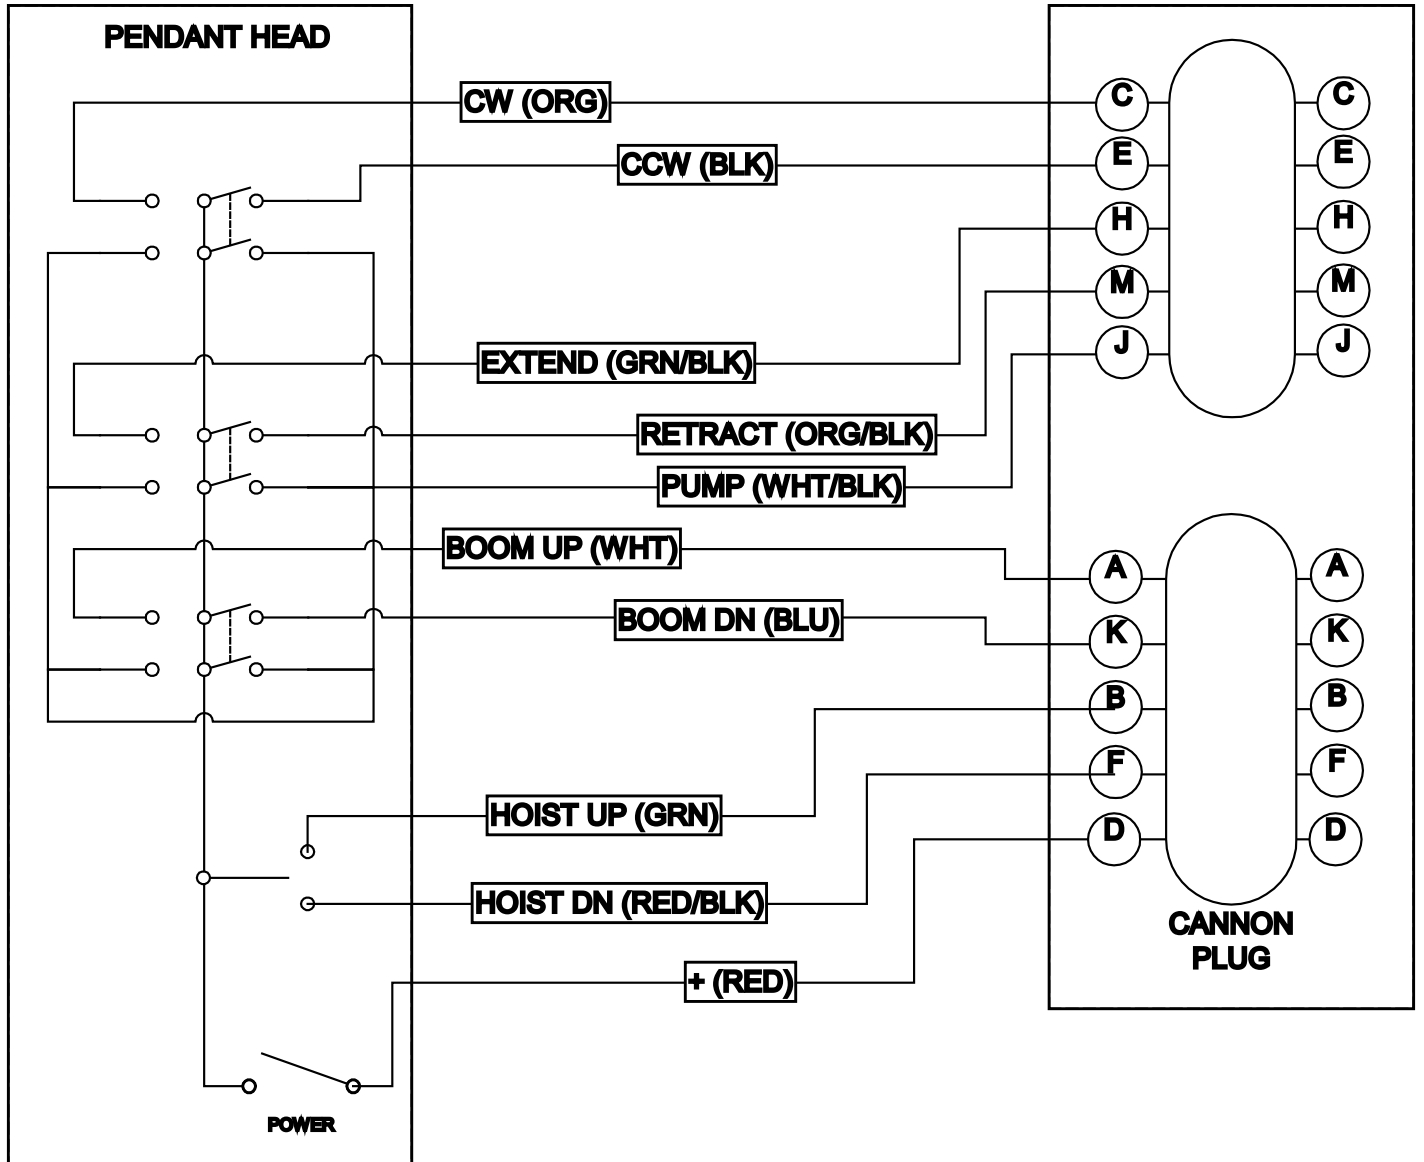 PENDANT HEAD
CW (ORG)
C
C
CCW (BLK)
E
E
H
H
M
M
EXTEND (GRN/BLK)
J
J
RETRACT (ORG/BLK)
PUMP (WHT/BLK)
BOOM UP (WHT)
A
A
BOOM DN (BLU)
K
K
B
B
F
F
HOIST UP (GRN)
D
D
HOIST DN (RED/BLK)
CANNON
PLUG
+ (RED)
POWER